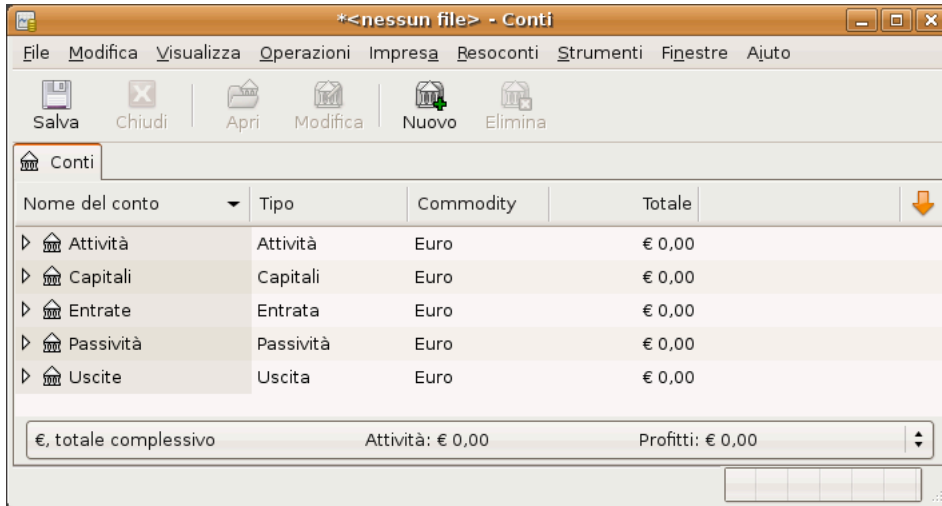 *<nessun file> - Conti
File Modifica Visualizza Operazioni Impresa Resoconti Strumenti Finestre Aiuto
Salva Chiudi Apri Modifica Nuovo Elimina
Conti
Nome del conto Tipo Commodity Totale
Attività Attività Euro € 0,00
Capitali Capitali Euro € 0,00
Entrate Entrata Euro € 0,00
Passività Passività Euro € 0,00
Uscite Uscita Euro € 0,00
€, totale complessivo Attività: € 0,00 Profitti: € 0,00